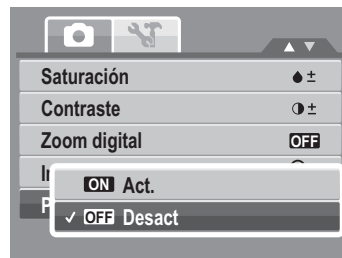 Saturación
Contraste
Zoom digital OFF
ON Act.
OFF Desact